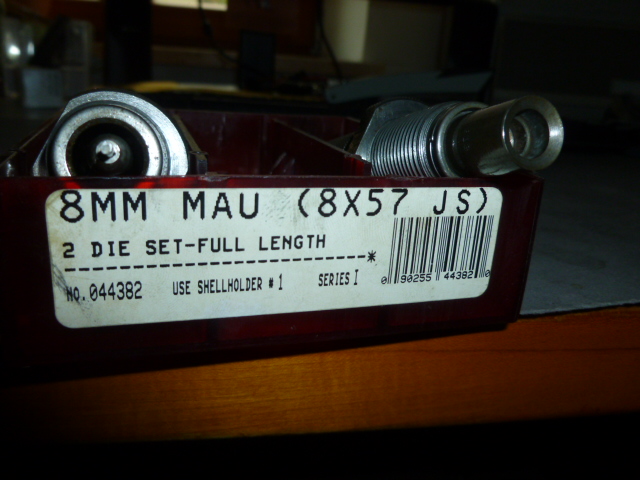 8MM MAU (8X57 JS)
2 DIE SET-FULL LENGTH
------------------------------*
NO. 044382 USE SHELLHOLDER #1 SERIES I
0 90255 44382 0